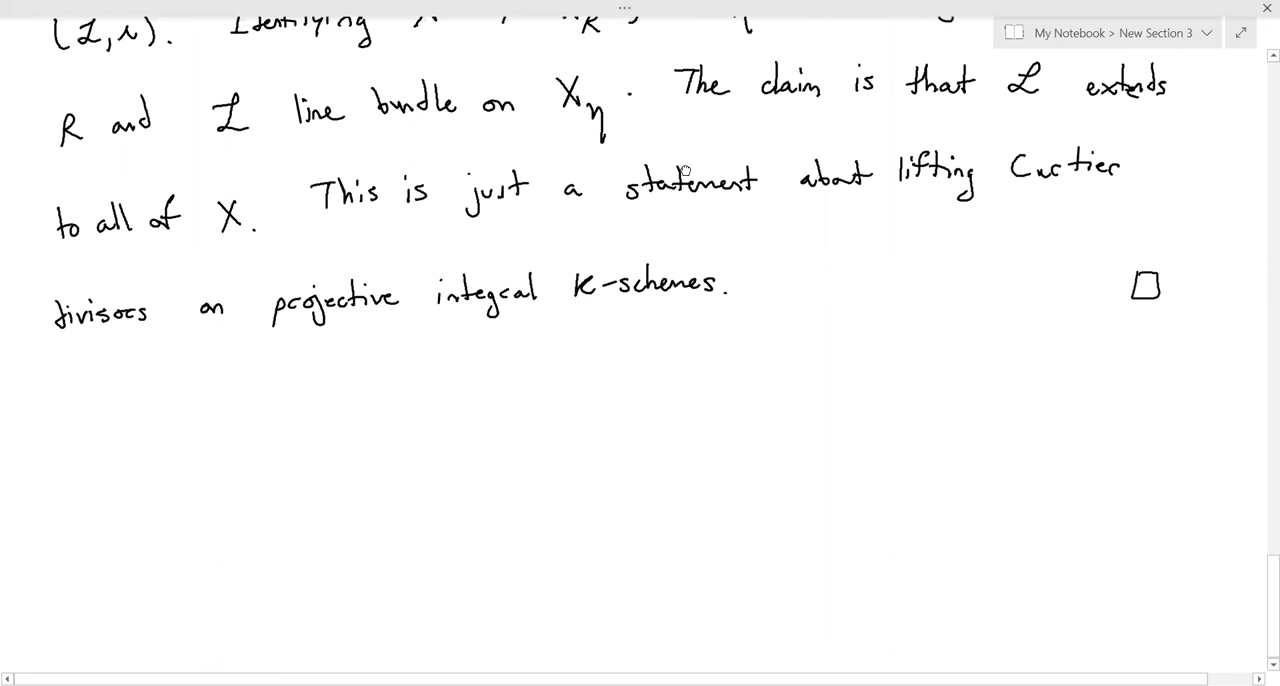 (ℒ, ι). Identifying
My Notebook > New Section 3
R and ℒ line bundle on X_η. The claim is that ℒ extends
to all of X. This is just a statement about lifting Cartier
divisors on projective integral k-schemes. □